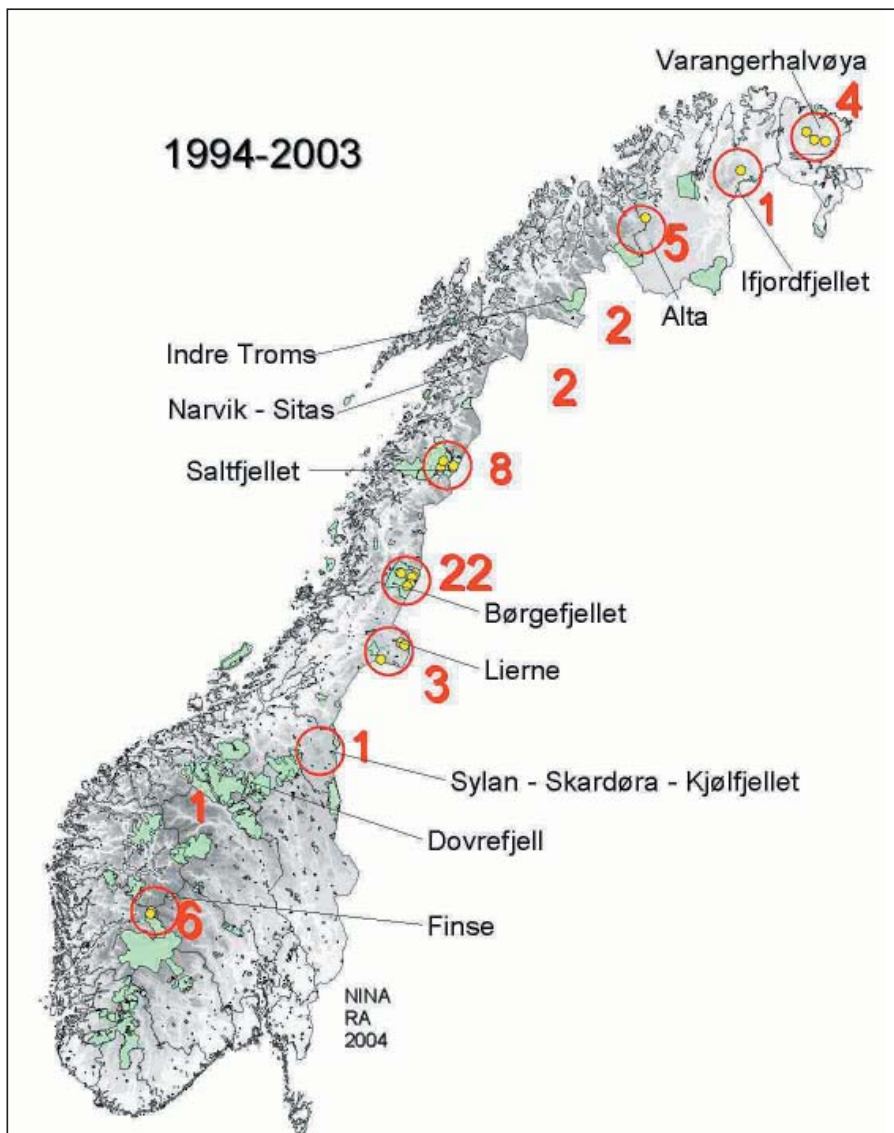 Varangerhalvøya
4
1994-2003
1
5
Ifjordfjellet
Alta
2
Indre Troms
2
Narvik - Sitas
Saltfjellet
8
22
Børgefjellet
Lierne
3
1
Sylan - Skardøra - Kjølfjellet
1
Dovrefjell
6
Finse
NINA
RA
2004